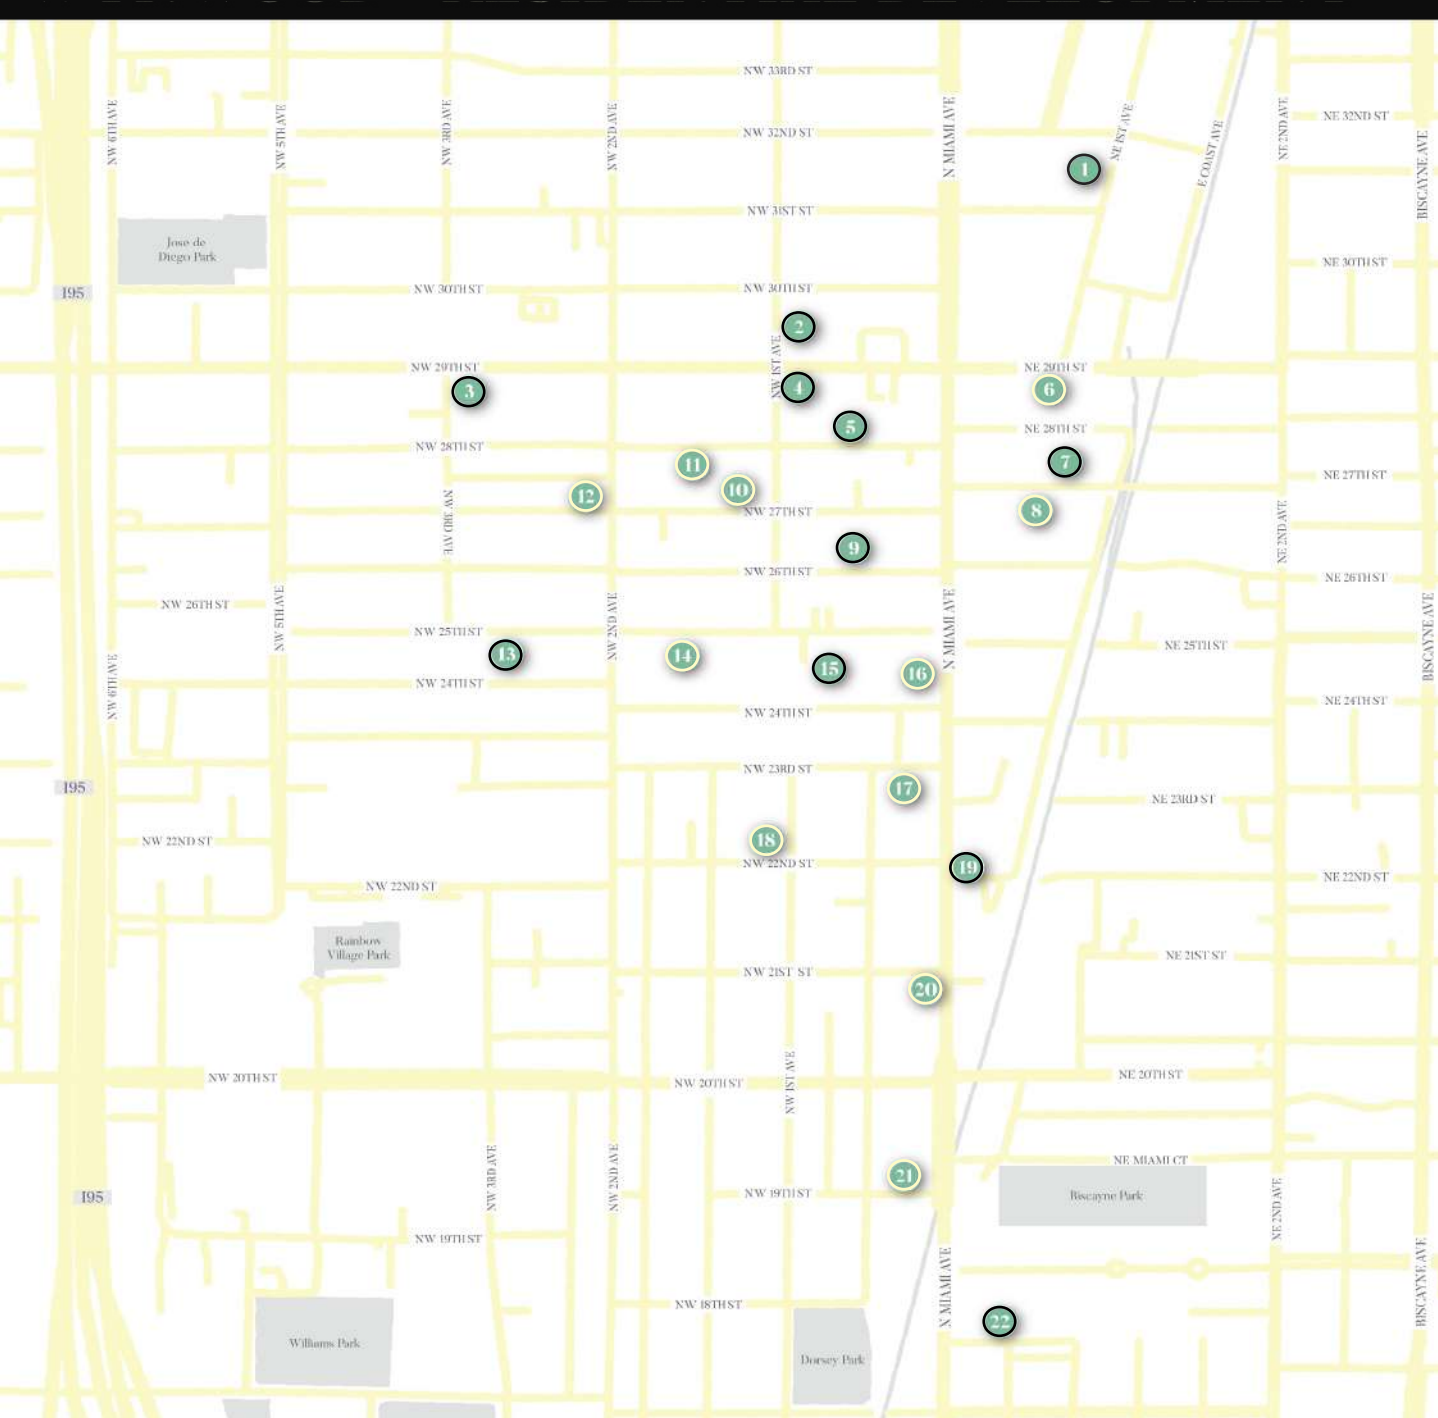 NW 33RD ST
NW 6TH AVE
NW 5TH AVE
NW 3RD AVE
NW 2ND AVE
NW 32ND ST
N MIAMI AVE
NE 1ST AVE
E COAST AVE
NE 2ND AVE
NE 32ND ST
BISCAYNE AVE
1
NW 31ST ST
Jose de
Diego Park
I95
NW 30TH ST
NW 30TH ST
NE 30TH ST
2
NW 1ST AVE
NW 29TH ST
NE 29TH ST
3
4
6
5
NE 28TH ST
NW 28TH ST
11
7
NE 27TH ST
12
10
NW 3RD AVE
NW 27TH ST
8
NE 2ND AVE
9
NW 26TH ST
NE 26TH ST
NW 26TH ST
NW 5TH AVE
NW 25TH ST
NW 2ND AVE
N MIAMI AVE
NE 25TH ST
BISCAYNE AVE
13
14
15
16
NW 6TH AVE
NW 24TH ST
NE 24TH ST
NW 24TH ST
NW 23RD ST
I95
17
NE 23RD ST
NW 22ND ST
18
NW 22ND ST
19
NW 22ND ST
NE 22ND ST
Rainbow
Village Park
NE 21ST ST
NW 21ST ST
20
NW 20TH ST
NW 20TH ST
NW 1ST AVE
NE 20TH ST
NW 3RD AVE
NW 2ND AVE
NE MIAMI CT
21
I95
NW 19TH ST
Biscayne Park
NE 2ND AVE
NW 19TH ST
N MIAMI AVE
BISCAYNE AVE
NW 18TH ST
22
Williams Park
Dorsey Park